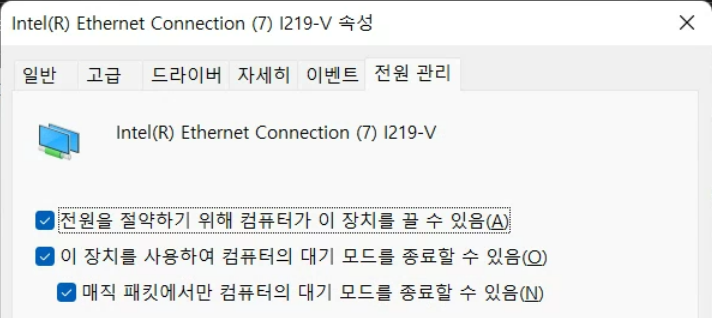 Intel(R) Ethernet Connection (7) I219-V 속성
일반 고급 드라이버 자세히 이벤트 전원 관리
Intel(R) Ethernet Connection (7) I219-V
전원을 절약하기 위해 컴퓨터가 이 장치를 끌 수 있음(A)
이 장치를 사용하여 컴퓨터의 대기 모드를 종료할 수 있음(O)
매직 패킷에서만 컴퓨터의 대기 모드를 종료할 수 있음(N)